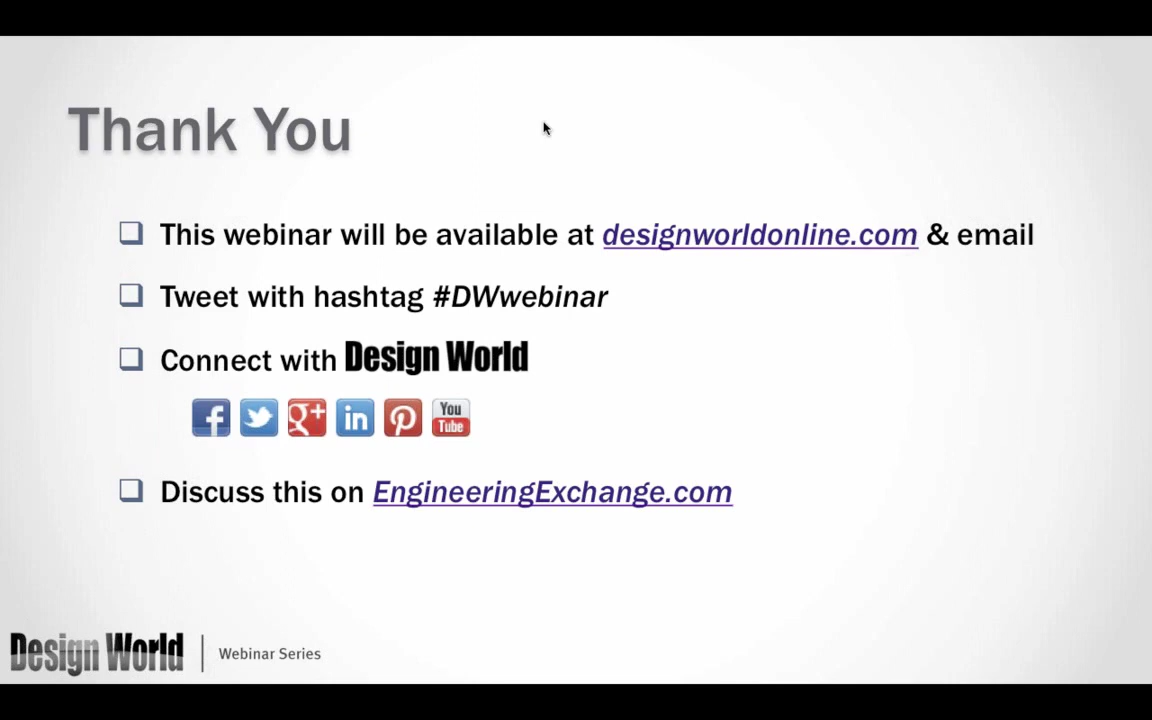 Thank You
This webinar will be available at designworldonline.com & email
Tweet with hashtag #DWwebinar
Connect with Design World
f g+ in p You Tube
Discuss this on EngineeringExchange.com
Design World | Webinar Series